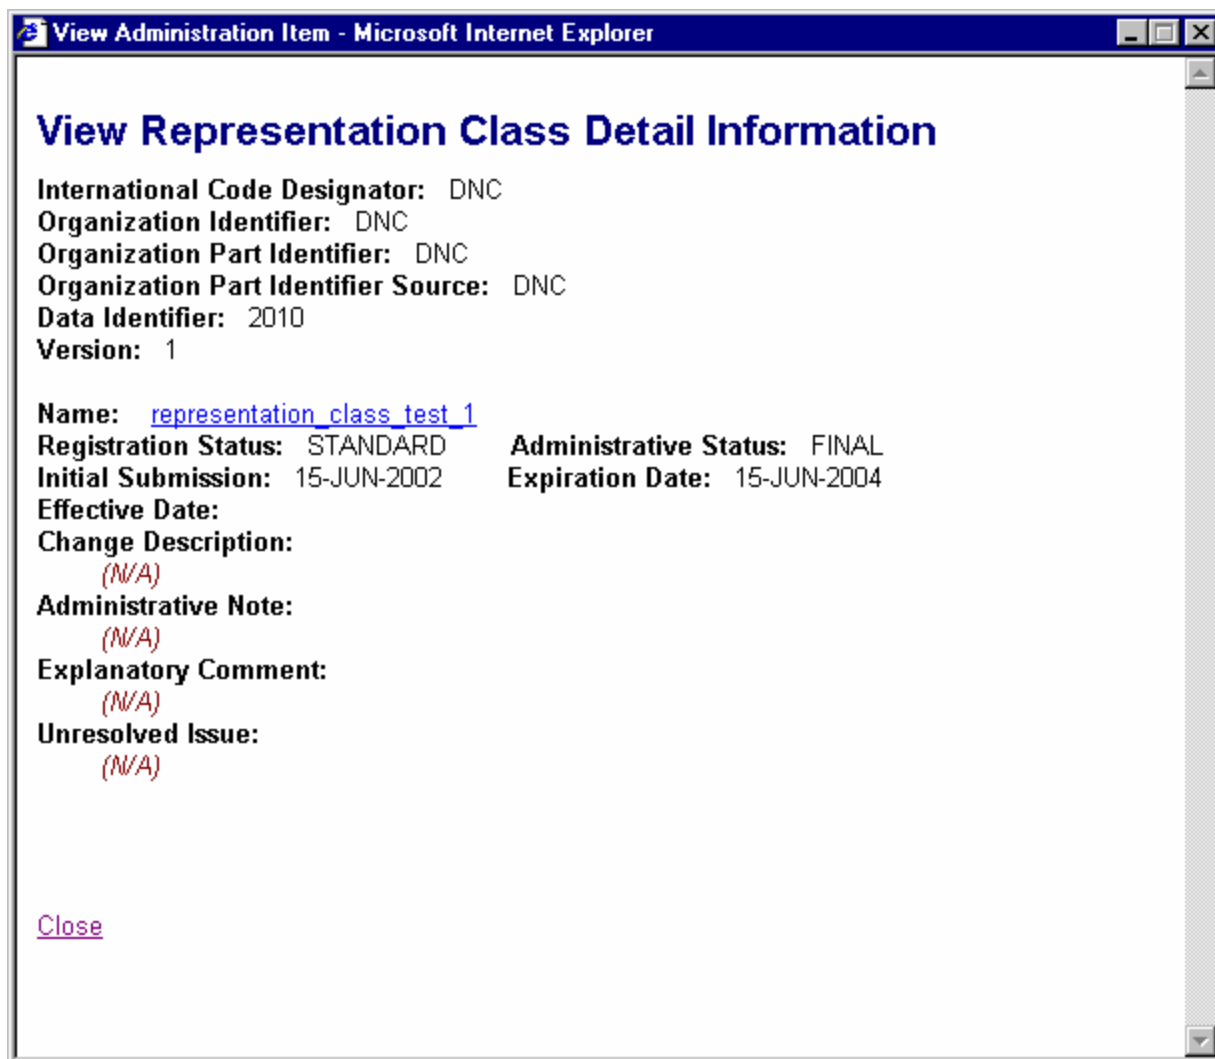 View Administration Item - Microsoft Internet Explorer
View Representation Class Detail Information
International Code Designator: DNC
Organization Identifier: DNC
Organization Part Identifier: DNC
Organization Part Identifier Source: DNC
Data Identifier: 2010
Version: 1
Name: representation_class_test_1
Registration Status: STANDARD Administrative Status: FINAL
Initial Submission: 15-JUN-2002 Expiration Date: 15-JUN-2004
Effective Date:
Change Description:
(N/A)
Administrative Note:
(N/A)
Explanatory Comment:
(N/A)
Unresolved Issue:
(N/A)
Close